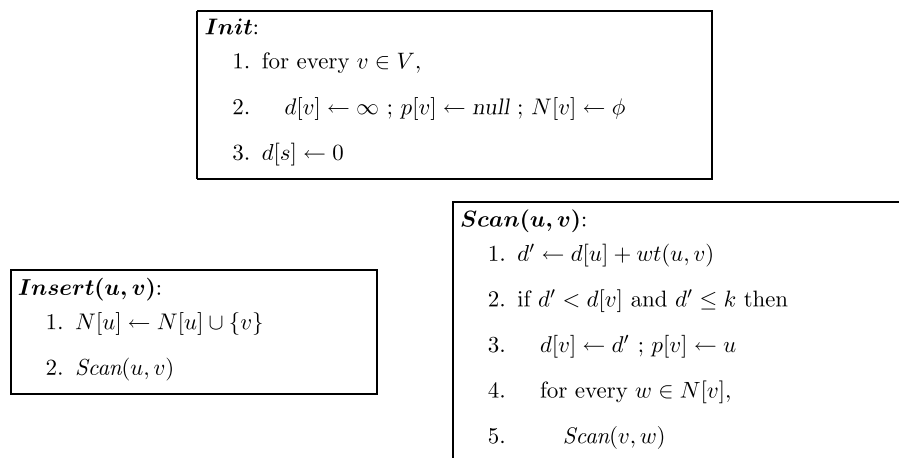 Init:
1. for every v ∈ V,
2. d[v] ← ∞ ; p[v] ← null ; N[v] ← ϕ
3. d[s] ← 0
Insert(u, v):
1. N[u] ← N[u] ∪ {v}
2. Scan(u, v)
Scan(u, v):
1. d′ ← d[u] + wt(u, v)
2. if d′ < d[v] and d′ ≤ k then
3. d[v] ← d′ ; p[v] ← u
4. for every w ∈ N[v],
5. Scan(v, w)